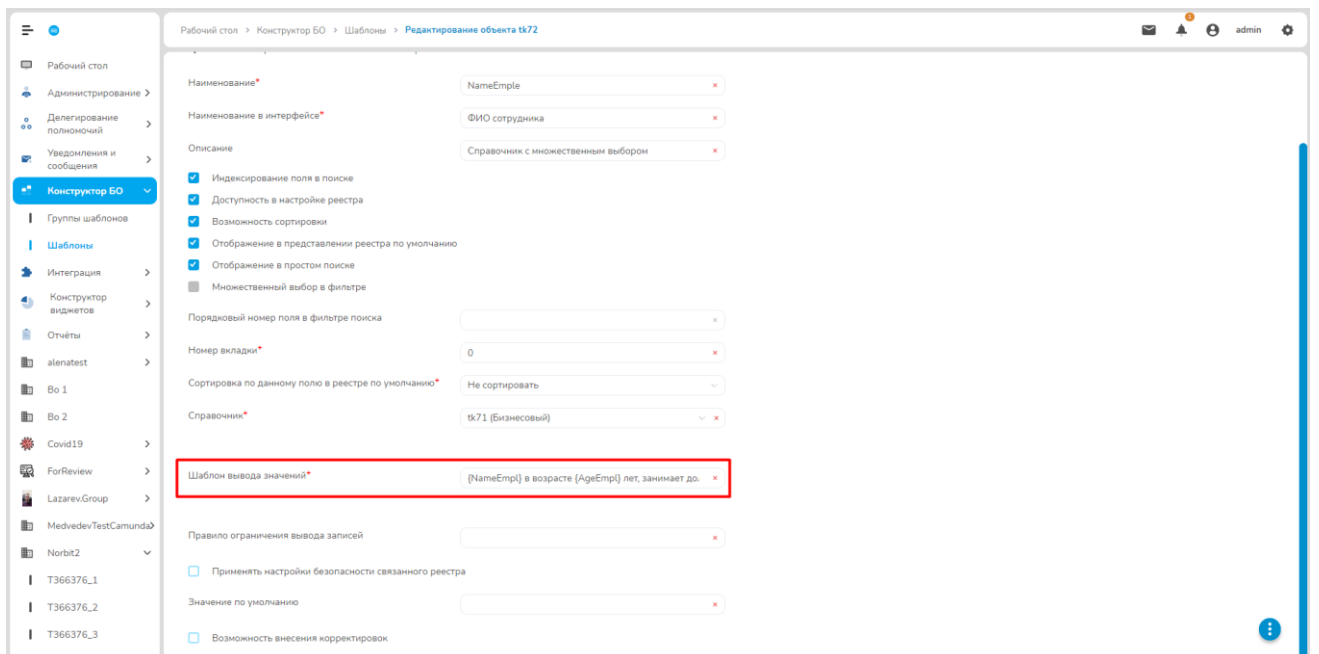 Рабочий стол > Конструктор БО > Шаблоны > Редактирование объекта tk72
1
admin
Рабочий стол
Администрирование
Делегирование
полномочий
Уведомления и
сообщения
Конструктор БО
Группы шаблонов
Шаблоны
Интеграция
Конструктор
виджетов
Отчёты
alenatest
Bo 1
Bo 2
Covid19
ForReview
Lazarev.Group
MedvedevTestCamunda
Norbit2
T366376_1
T366376_2
T366376_3
Наименование*
NameEmple
Наименование в интерфейсе*
ФИО сотрудника
Описание
Справочник с множественным выбором
Индексирование поля в поиске
Доступность в настройке реестра
Возможность сортировки
Отображение в представлении реестра по умолчанию
Отображение в простом поиске
Множественный выбор в фильтре
Порядковый номер поля в фильтре поиска
Номер вкладки*
0
Сортировка по данному полю в реестре по умолчанию*
Не сортировать
Справочник*
tk71 (Бизнесовый)
Шаблон вывода значений*
{NameEmpl} в возрасте {AgeEmpl} лет, занимает до
Правило ограничения вывода записей
Применять настройки безопасности связанного реестра
Значение по умолчанию
Возможность внесения корректировок